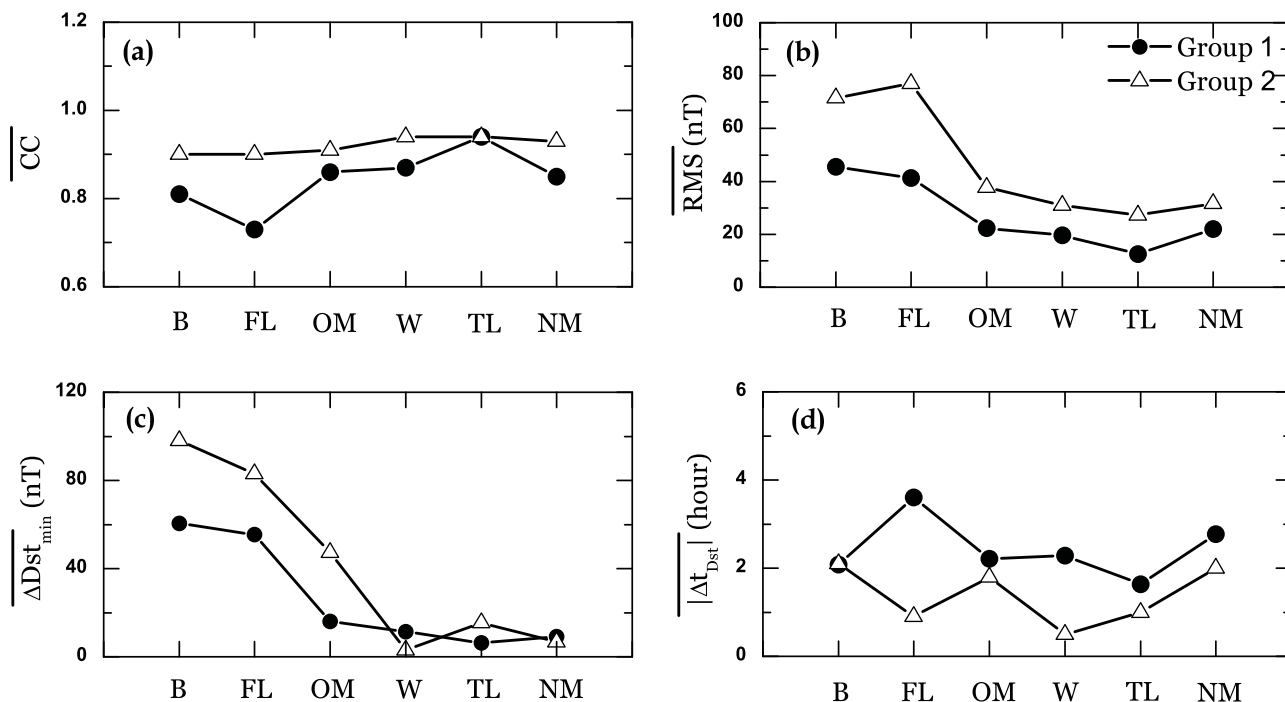 (a)
CC
1.2
1.0
0.8
0.6
B FL OM W TL NM
(b)
RMS (nT)
100
80
60
40
20
0
Group 1
Group 2
B FL OM W TL NM
(c)
ΔDst_min (nT)
120
80
40
0
B FL OM W TL NM
(d)
|Δt_Dst| (hour)
6
4
2
0
B FL OM W TL NM